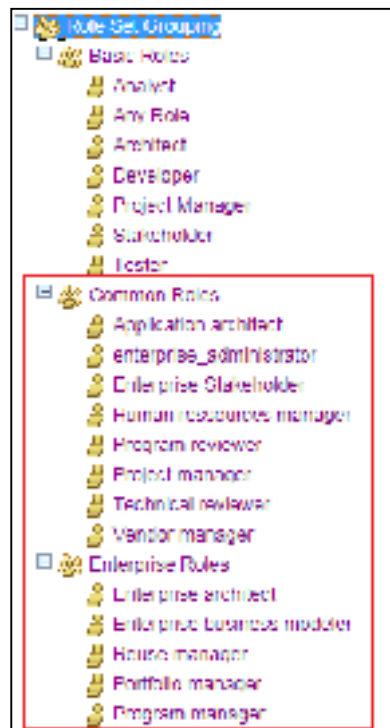 Role Set Grouping
Basic Roles
Analyst
Any Role
Architect
Developer
Project Manager
Stakeholder
Tester
Common Roles
Application architect
enterprise_administrator
Enterprise Stakeholder
Human ressources manager
Program reviewer
Project manager
Technical reviewer
Vendor manager
Enterprise Roles
Enterprise architect
Enterprise business modeler
Reuse manager
Portfolio manager
Program manager